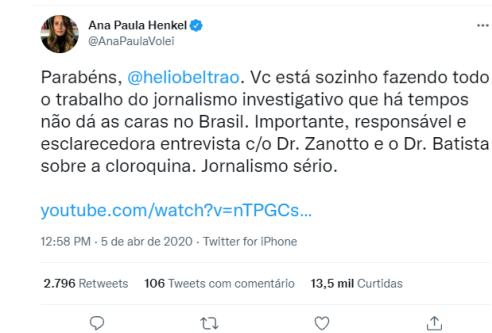 Ana Paula Henkel
@AnaPaulaVolei
Parabéns, @heliobeltrao. Vc está sozinho fazendo todo
o trabalho do jornalismo investigativo que há tempos
não dá as caras no Brasil. Importante, responsável e
esclarecedora entrevista c/o Dr. Zanotto e o Dr. Batista
sobre a cloroquina. Jornalismo sério.
youtube.com/watch?v=nTPGCs...
12:58 PM · 5 de abr de 2020 · Twitter for iPhone
2.796 Retweets 106 Tweets com comentário 13,5 mil Curtidas